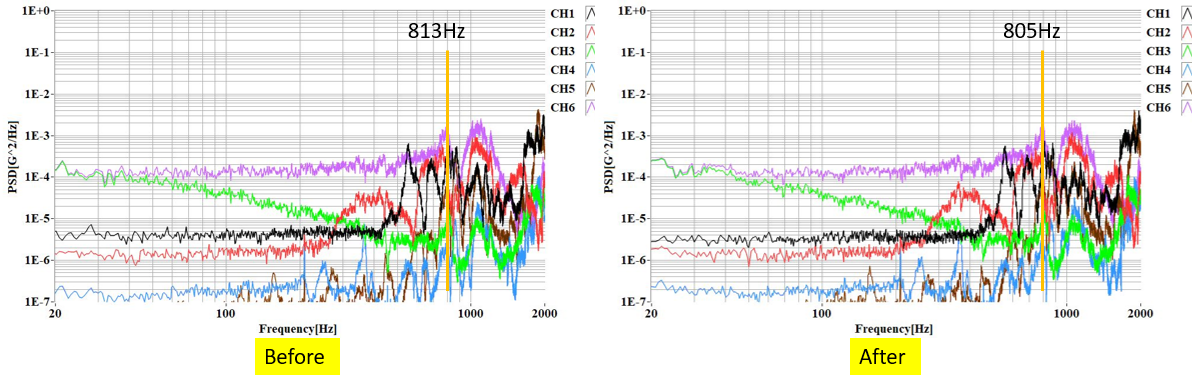 1E+0
1E-1
1E-2
1E-3
1E-4
1E-5
1E-6
1E-7
PSD[G^2/Hz]
20
100
1000
2000
Frequency[Hz]
813Hz
CH1
CH2
CH3
CH4
CH5
CH6
Before
1E+0
1E-1
1E-2
1E-3
1E-4
1E-5
1E-6
1E-7
PSD[G^2/Hz]
20
100
1000
2000
Frequency[Hz]
805Hz
CH1
CH2
CH3
CH4
CH5
CH6
After